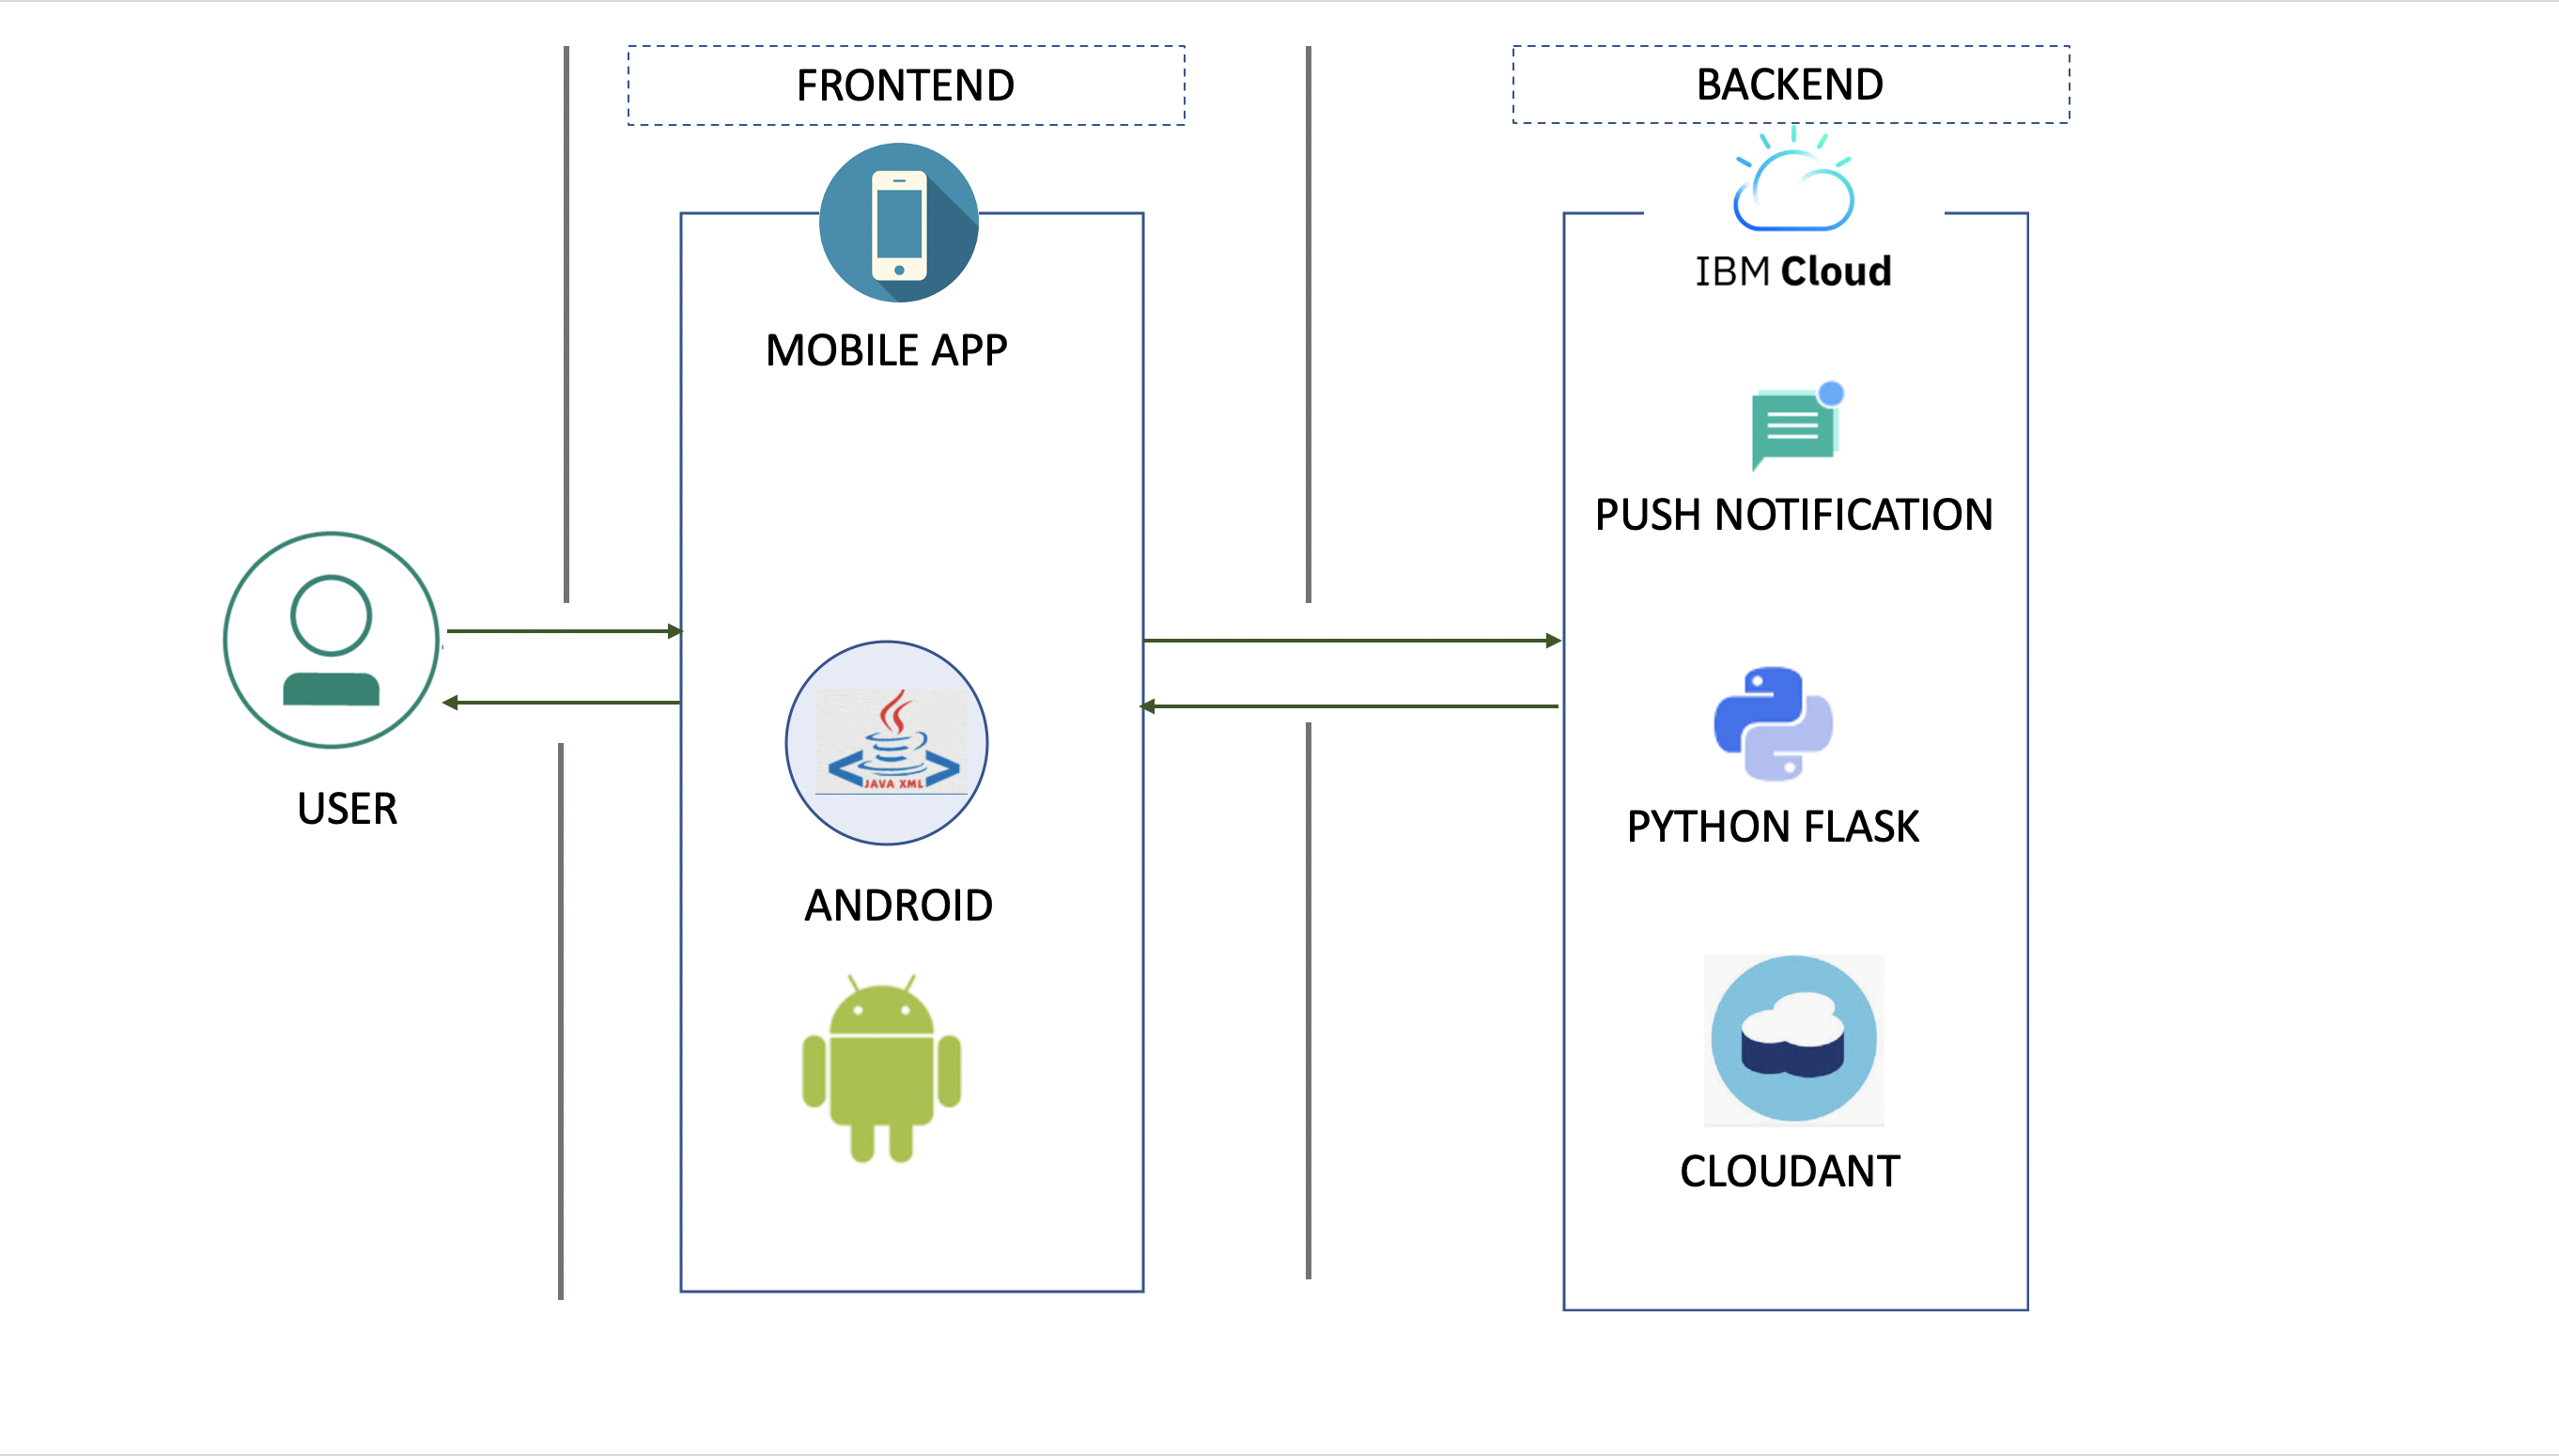 FRONTEND
BACKEND
IBM Cloud
MOBILE APP
PUSH NOTIFICATION
JAVA XML
USER
PYTHON FLASK
ANDROID
CLOUDANT